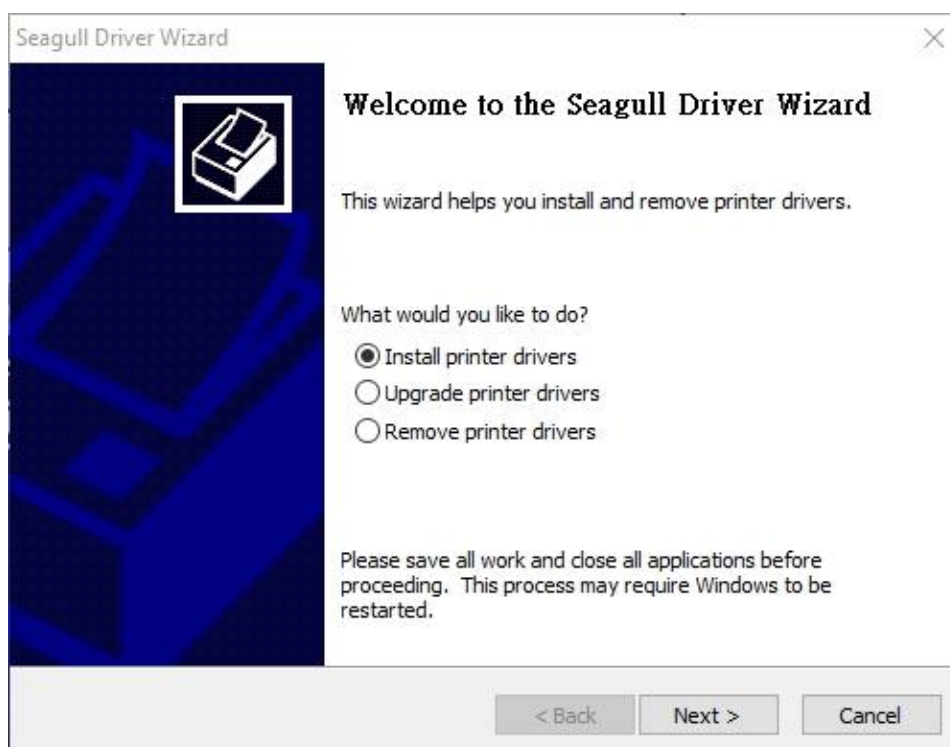 Seagull Driver Wizard
Welcome to the Seagull Driver Wizard
This wizard helps you install and remove printer drivers.
What would you like to do?
Install printer drivers
Upgrade printer drivers
Remove printer drivers
Please save all work and close all applications before
proceeding.  This process may require Windows to be
restarted.
< Back
Next >
Cancel